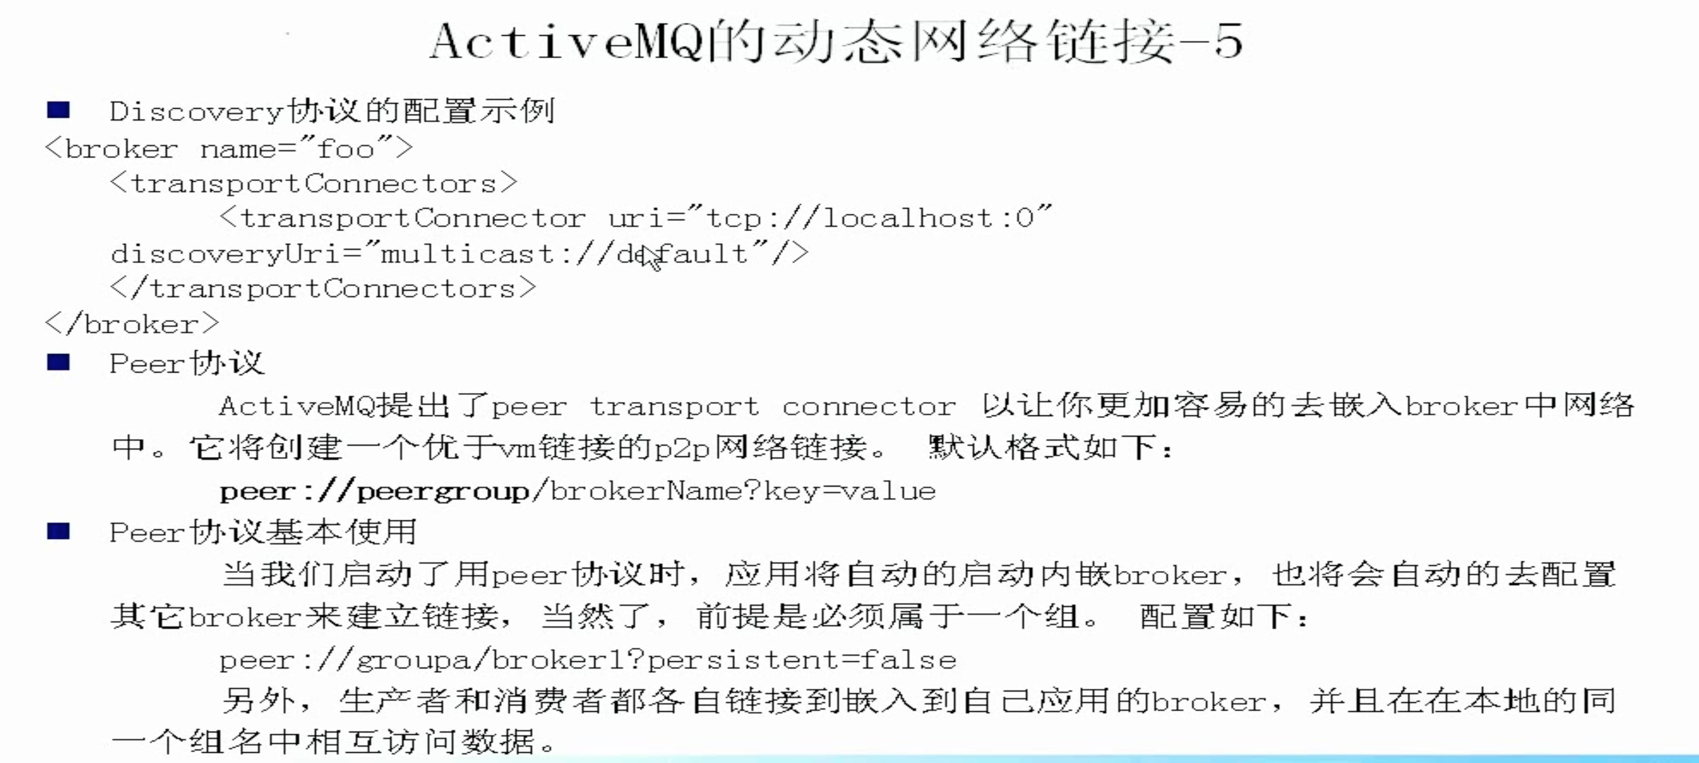 ActiveMQ的动态网络链接-5
Discovery协议的配置示例
<broker name="foo">
<transportConnectors>
<transportConnector uri="tcp://localhost:0"
discoveryUri="multicast://default"/>
</transportConnectors>
</broker>
Peer协议
ActiveMQ提出了peer transport connector 以让你更加容易的去嵌入broker中网络
中。它将创建一个优于vm链接的p2p网络链接。 默认格式如下：
peer://peergroup/brokerName?key=value
Peer协议基本使用
当我们启动了用peer协议时，应用将自动的启动内嵌broker，也将会自动的去配置
其它broker来建立链接，当然了，前提是必须属于一个组。 配置如下：
peer://groupa/broker1?persistent=false
另外，生产者和消费者都各自链接到嵌入到自己应用的broker，并且在在本地的同
一个组名中相互访问数据。